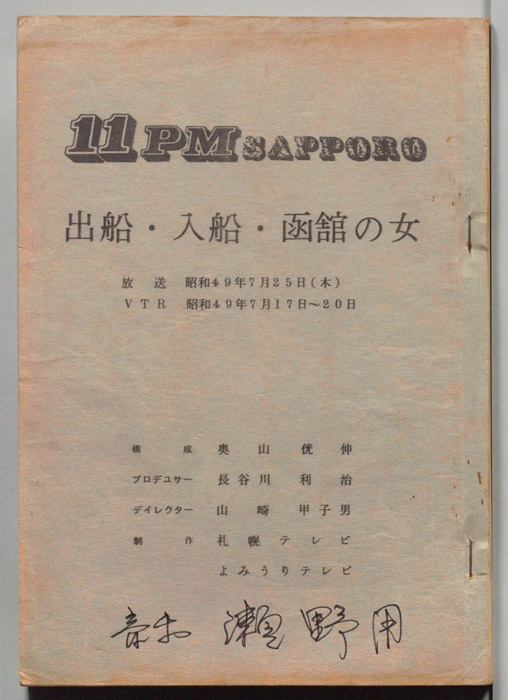 11PM SAPPORO
出船・入船・函館の女
放送 昭和49年7月25日(木)
VTR 昭和49年7月17日〜20日
構成 奥山侊伸
プロデュサー 長谷川利治
デイレクター 山崎甲子男
制作 札幌テレビ
よみうりテレビ
瀬野用